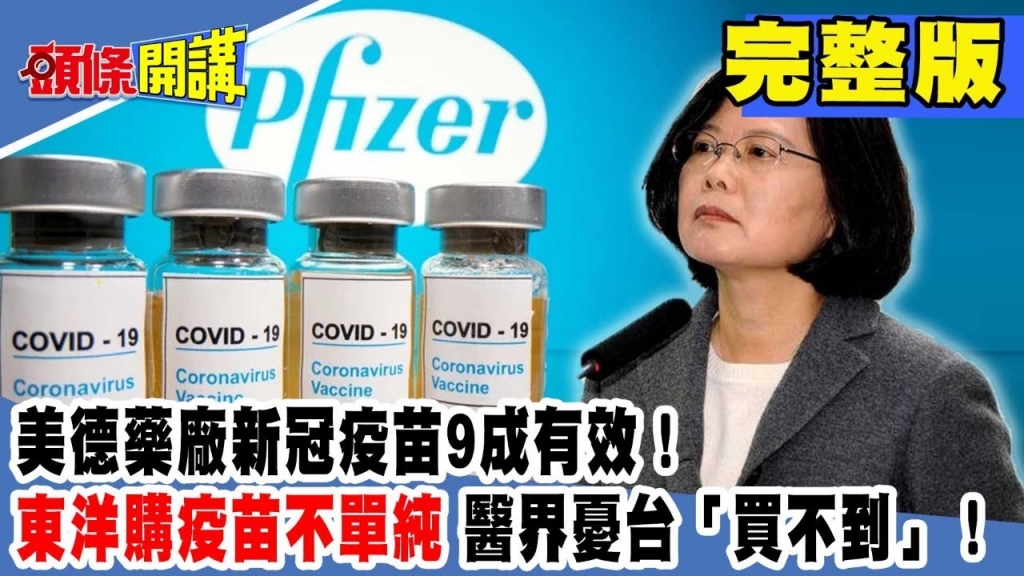 頭條開講
完整版
Pfizer
COVID - 19
Coronavirus
Vaccine
COVID - 19
Coronavirus
Vaccine
COVID - 19
Coronavirus
Vaccine
COVID - 19
Coronavirus
Vaccine
美德藥廠新冠疫苗9成有效！
東洋購疫苗不單純 醫界憂台「買不到」！